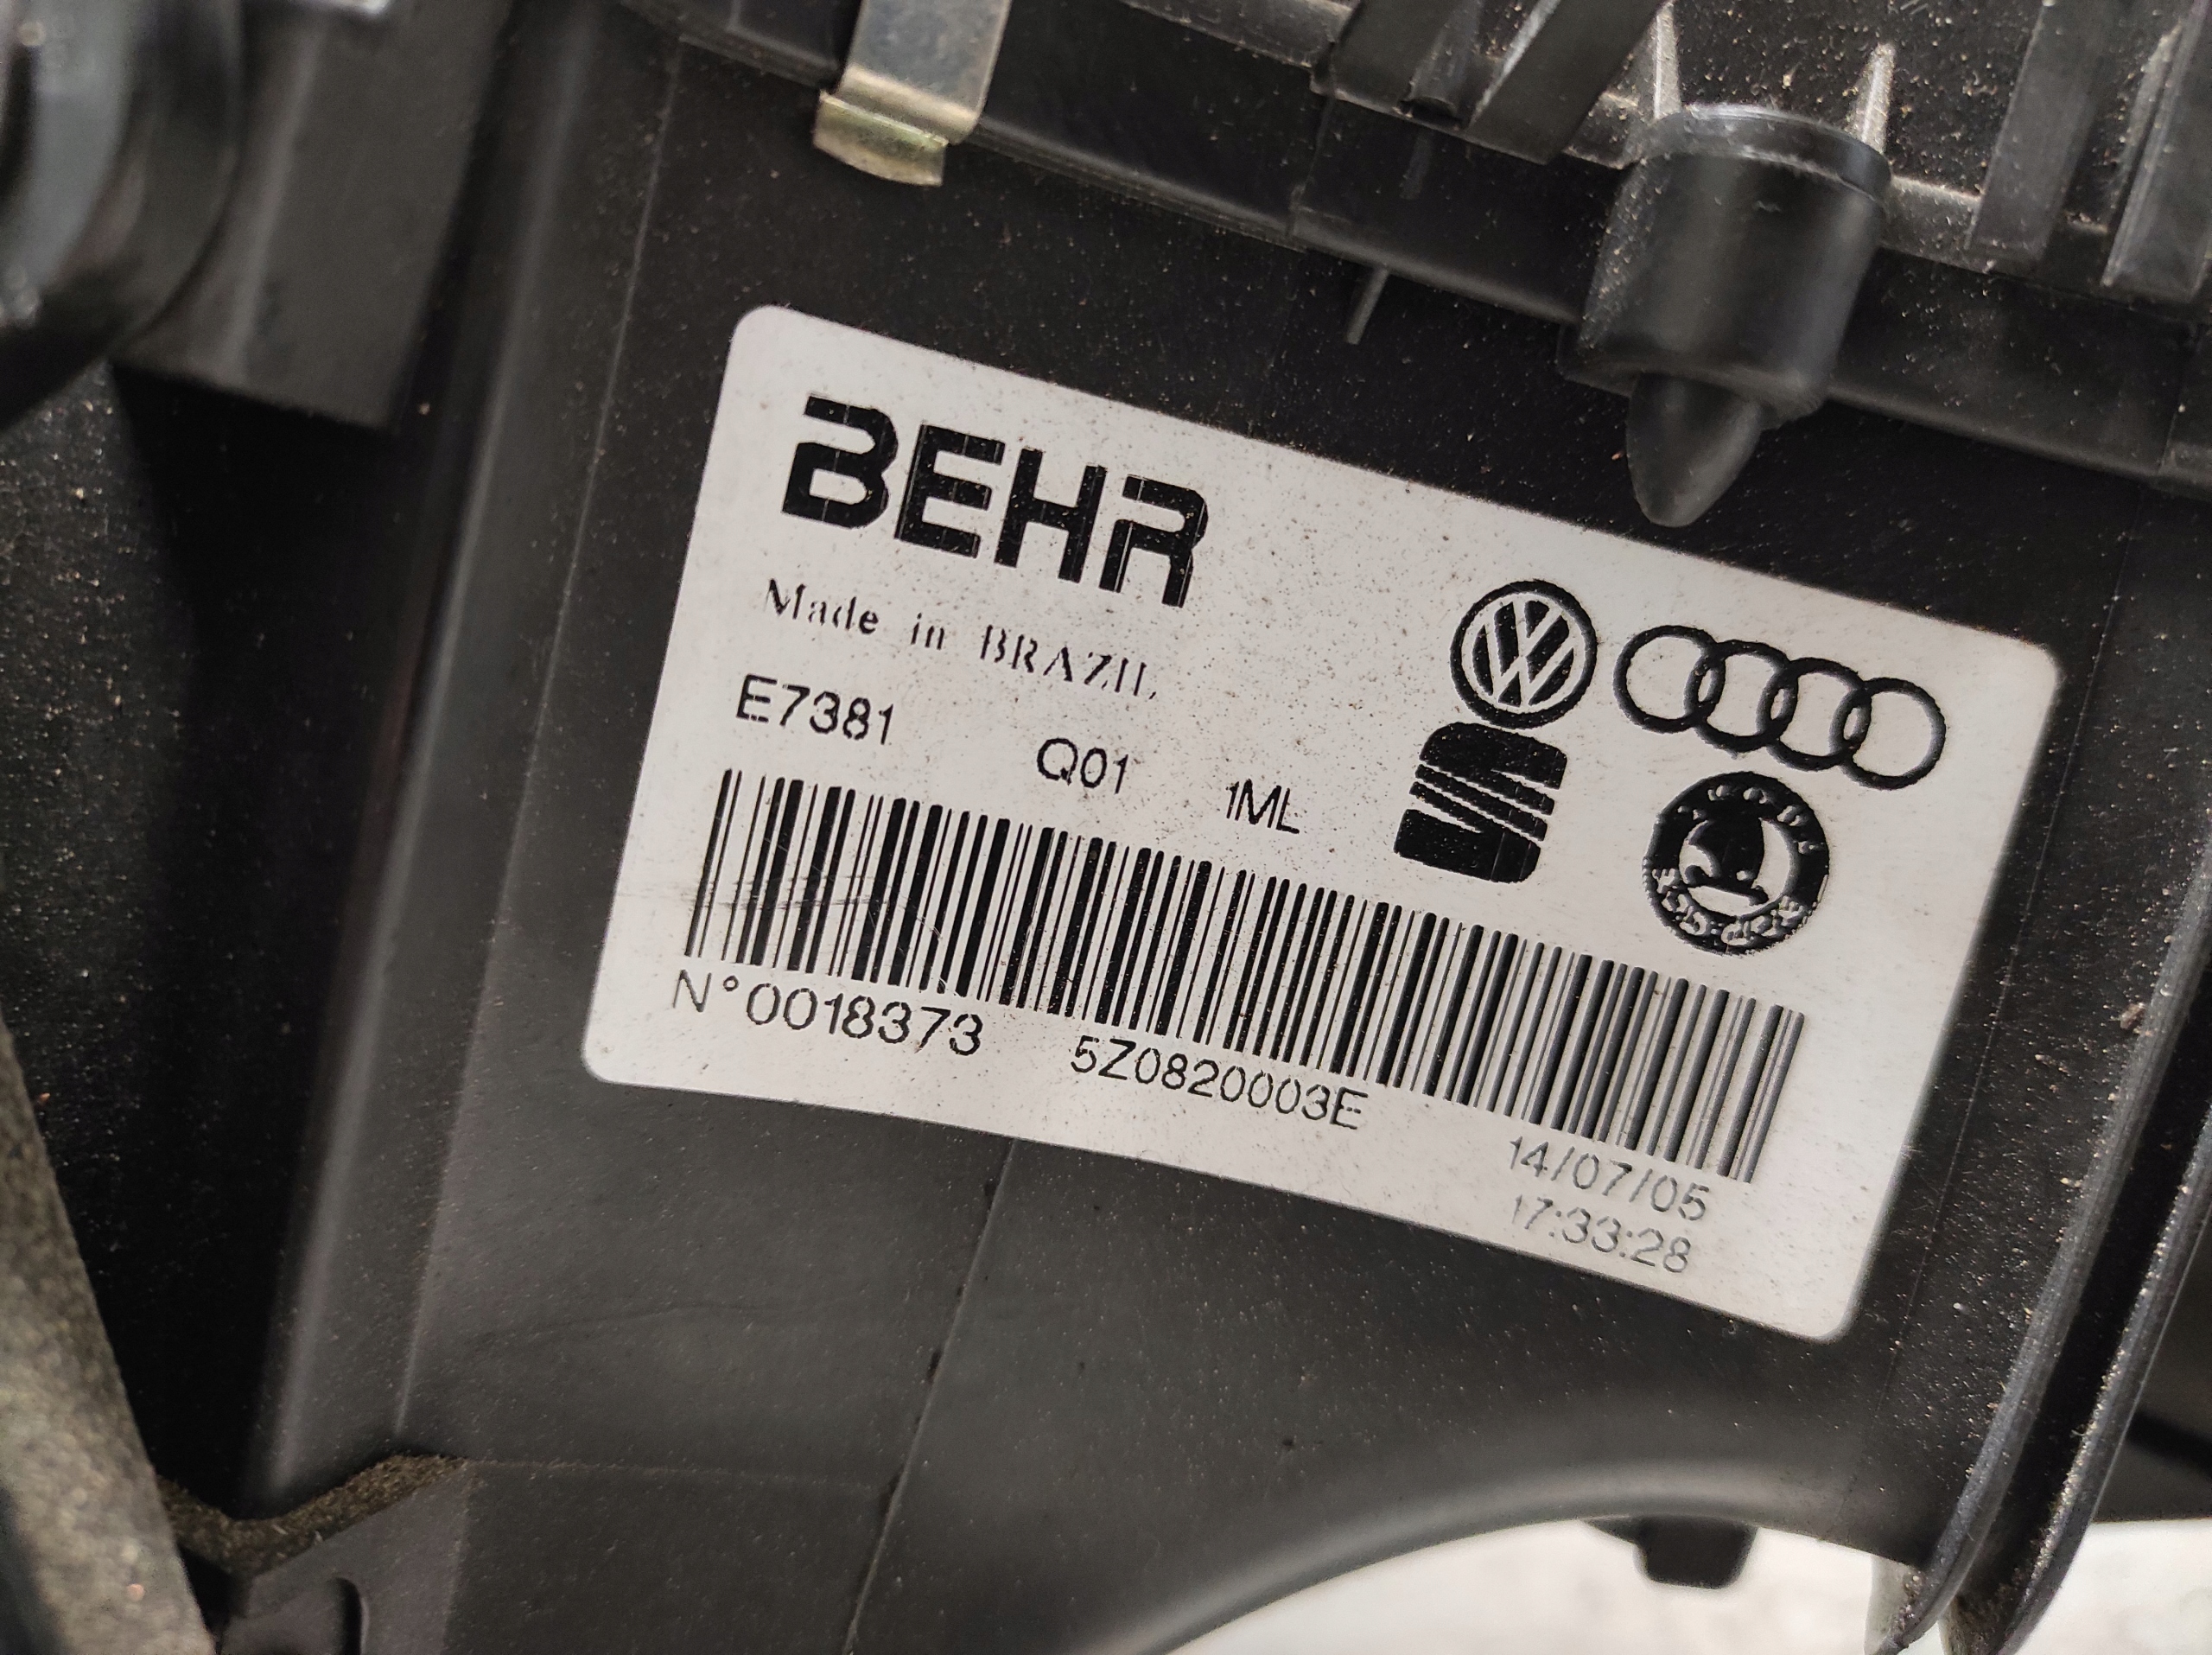 BEHR
Made in BRAZIL
E7381 Q01 1ML
N°0018373 5Z0820003E
14/07/05
17:33:28